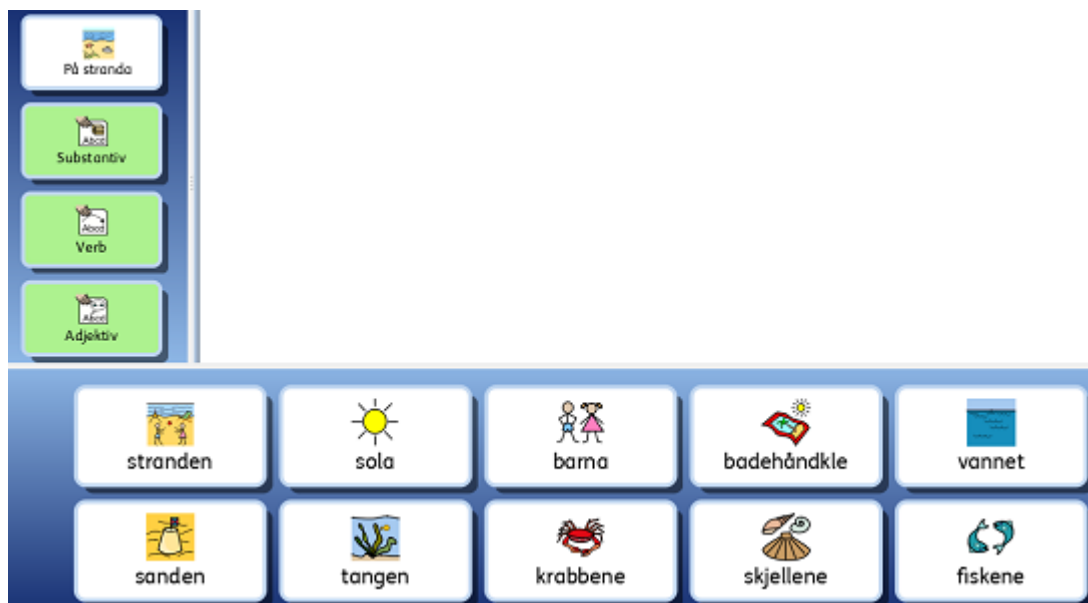 På stranda
Substantiv
Verb
Adjektiv
stranden sola barna badehåndkle vannet
sanden tangen krabbene skjellene fiskene